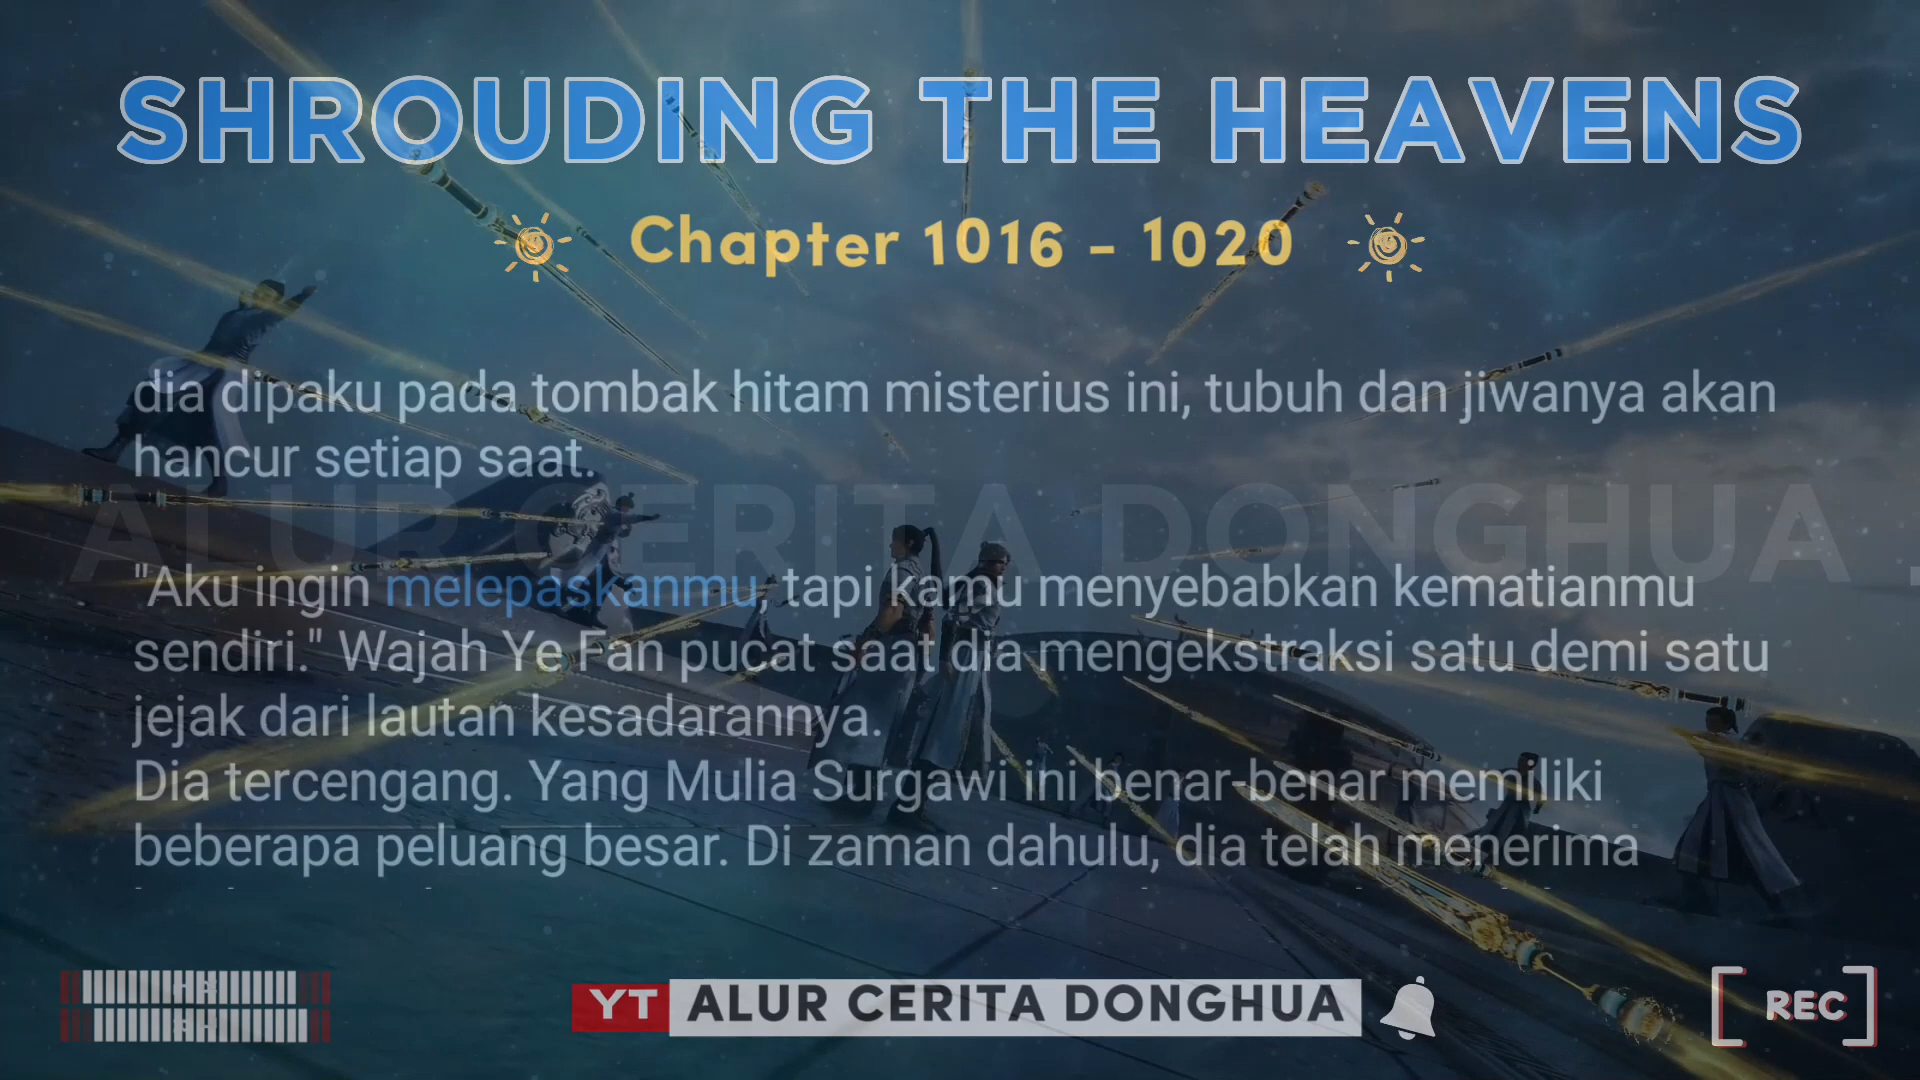 SHROUDING THE HEAVENS
Chapter 1016 - 1020
dia dipaku pada tombak hitam misterius ini, tubuh dan jiwanya akan
hancur setiap saat.
ALUR CERITA DONGHUA
"Aku ingin melepaskanmu, tapi kamu menyebabkan kematianmu
sendiri." Wajah Ye Fan pucat saat dia mengekstraksi satu demi satu
jejak dari lautan kesadarannya.
Dia tercengang. Yang Mulia Surgawi ini benar-benar memiliki
beberapa peluang besar. Di zaman dahulu, dia telah menerima
YT ALUR CERITA DONGHUA
REC